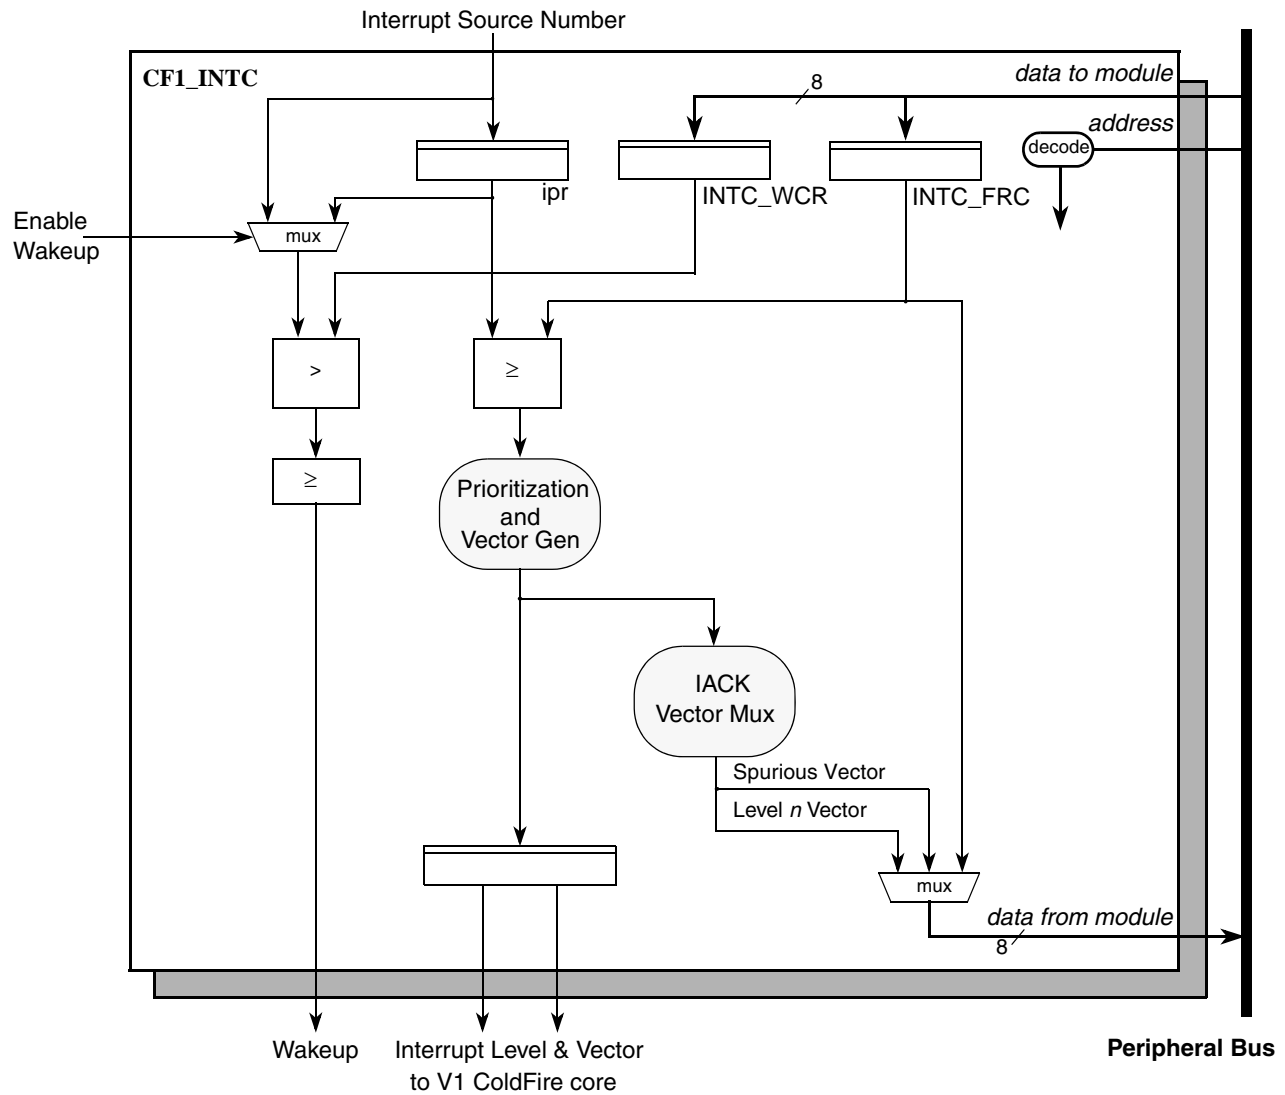 Interrupt Source Number
CF1_INTC
data to module
8
address
decode
ipr
INTC_WCR
INTC_FRC
Enable
Wakeup
mux
>
≥
≥
Prioritization
and
Vector Gen
IACK
Vector Mux
Spurious Vector
Level n Vector
mux
data from module
8
Wakeup
Interrupt Level & Vector
to V1 ColdFire core
Peripheral Bus